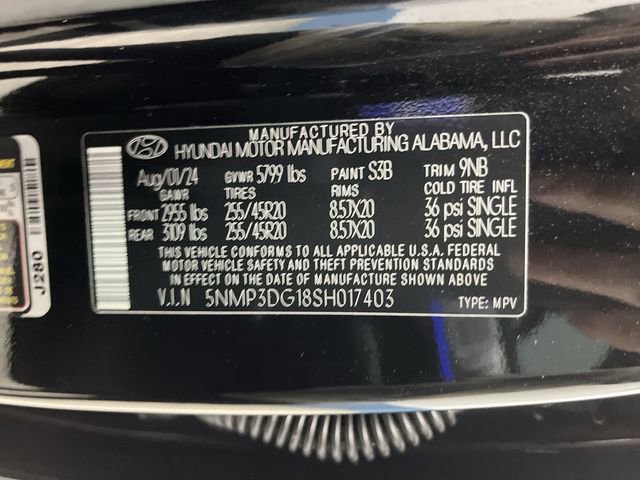 MANUFACTURED BY
HYUNDAI MOTOR MANUFACTURING ALABAMA, LLC
Aug/01/24 GVWR 5799 lbs PAINT S3B TRIM 9NB
GAWR TIRES RIMS COLD TIRE INFL
FRONT 2955 lbs 255/45R20 8.57X20 36 psi SINGLE
REAR 3109 lbs 255/45R20 8.57X20 36 psi SINGLE
THIS VEHICLE CONFORMS TO ALL APPLICABLE U.S.A. FEDERAL
MOTOR VEHICLE SAFETY AND THEFT PREVENTION STANDARDS
IN EFFECT ON THE DATE OF MANUFACTURE SHOWN ABOVE
V.I.N 5NMP3DG18SH017403 TYPE: MPV
J280